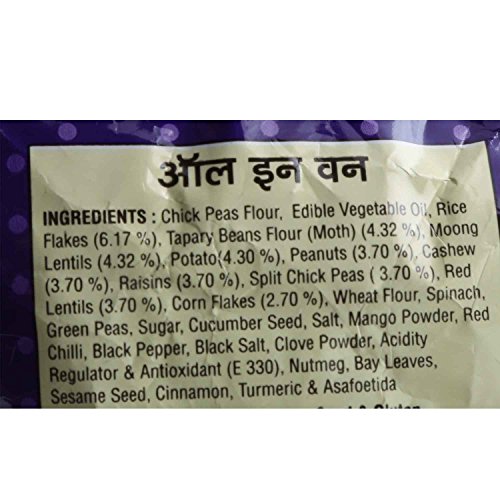 ऑल इन वन
INGREDIENTS : Chick Peas Flour, Edible Vegetable Oil, Rice
Flakes (6.17 %), Tapary Beans Flour (Moth) (4.32 %), Moong
Lentils (4.32 %), Potato(4.30 %), Peanuts (3.70 %), Cashew
(3.70 %), Raisins (3.70 %), Split Chick Peas ( 3.70 %), Red
Lentils (3.70 %), Corn Flakes (2.70 %), Wheat Flour, Spinach,
Green Peas, Sugar, Cucumber Seed, Salt, Mango Powder, Red
Chilli, Black Pepper, Black Salt, Clove Powder, Acidity
Regulator & Antioxidant (E 330), Nutmeg, Bay Leaves,
Sesame Seed, Cinnamon, Turmeric & Asafoetida